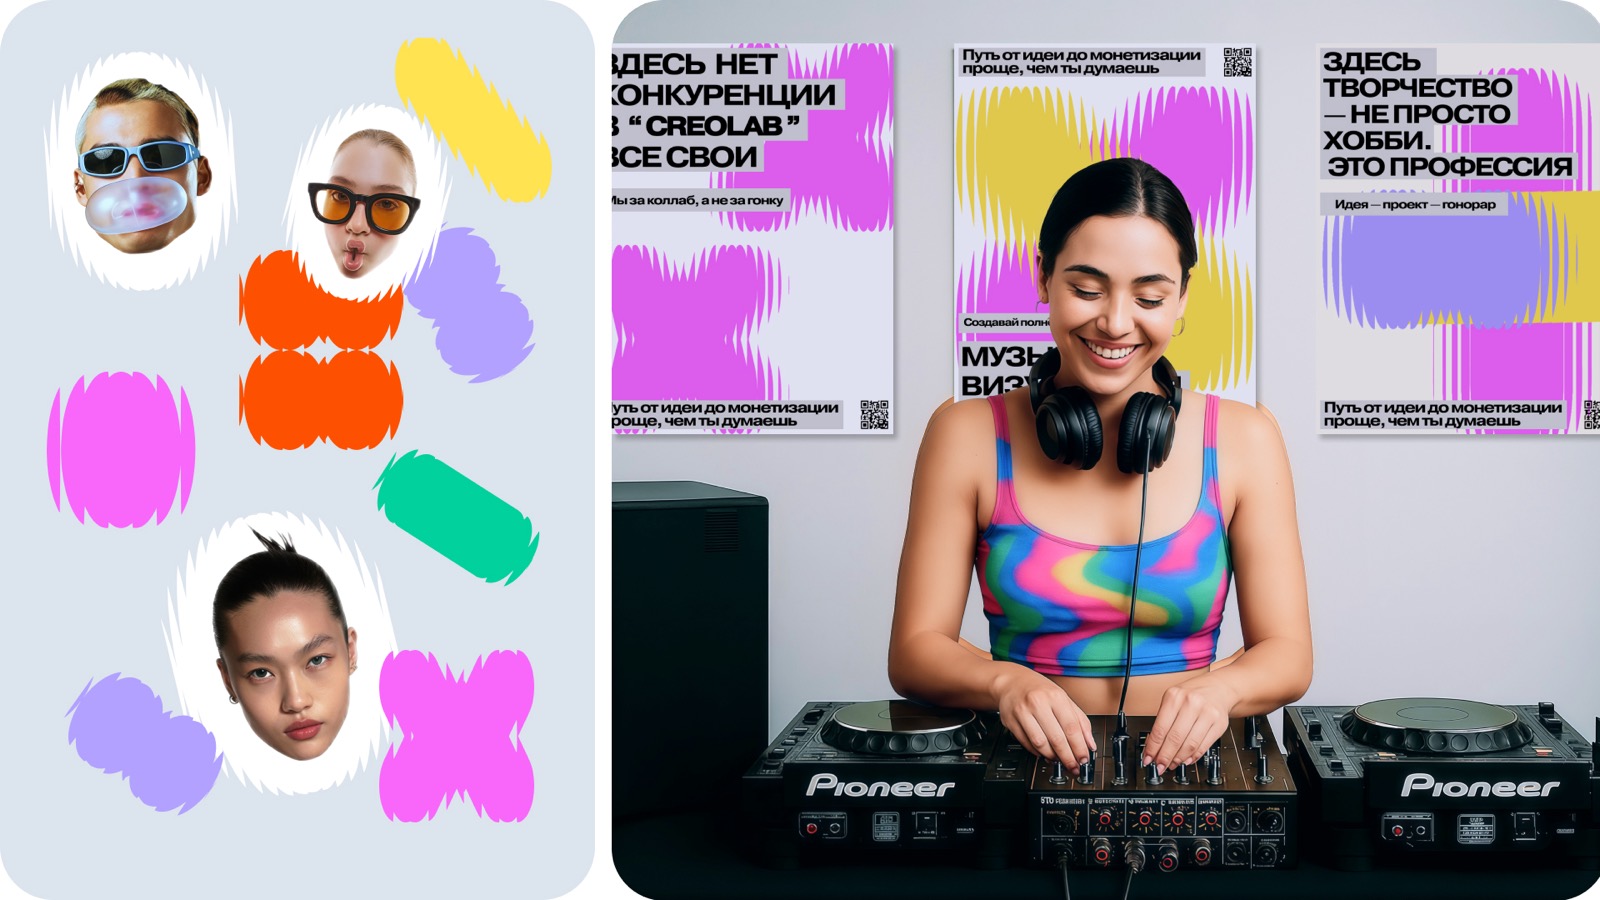 ЗДЕСЬ НЕТ
КОНКУРЕНЦИИ
В “ CREOLAB ”
ВСЕ СВОИ
Мы за коллаб, а не за гонку
Путь от идеи до монетизации
проще, чем ты думаешь
Путь от идеи до монетизации
проще, чем ты думаешь
Создавай
МУЗЫ
ВИЗУ
ЗДЕСЬ
ТВОРЧЕСТВО
— НЕ ПРОСТО
ХОББИ.
ЭТО ПРОФЕССИЯ
Идея — проект — гонорар
Путь от идеи до монетизации
проще, чем ты думаешь
Pioneer
Pioneer